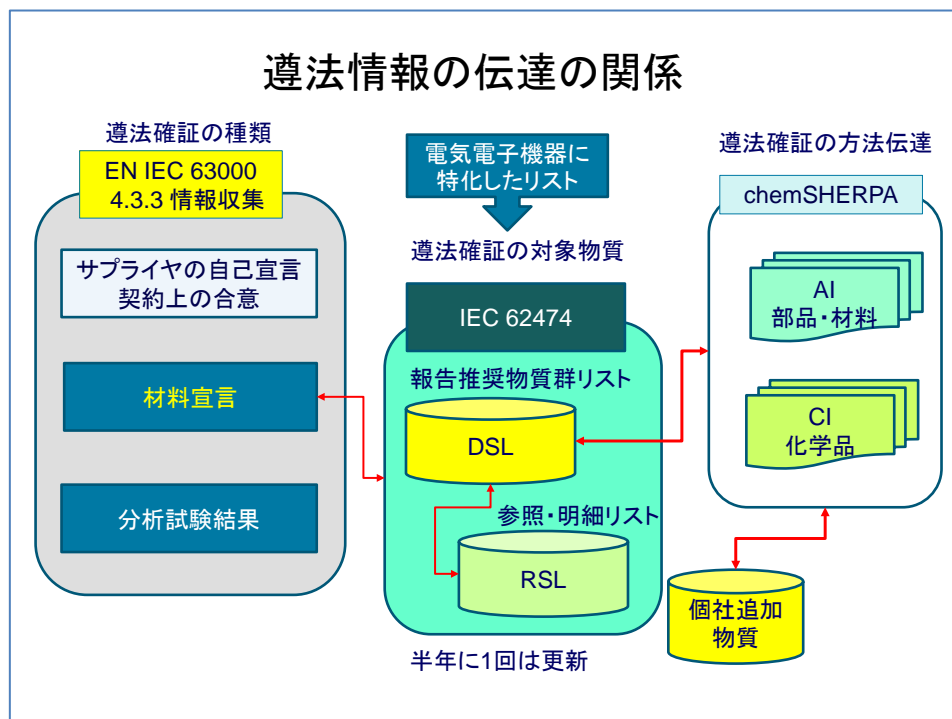 遵法情報の伝達の関係
遵法確証の種類
EN IEC 63000
4.3.3 情報収集
サプライヤの自己宣言
契約上の合意
材料宣言
分析試験結果
電気電子機器に
特化したリスト
遵法確証の対象物質
IEC 62474
報告推奨物質群リスト
DSL
参照・明細リスト
RSL
半年に1回は更新
遵法確証の方法伝達
chemSHERPA
AI
部品・材料
CI
化学品
個社追加
物質